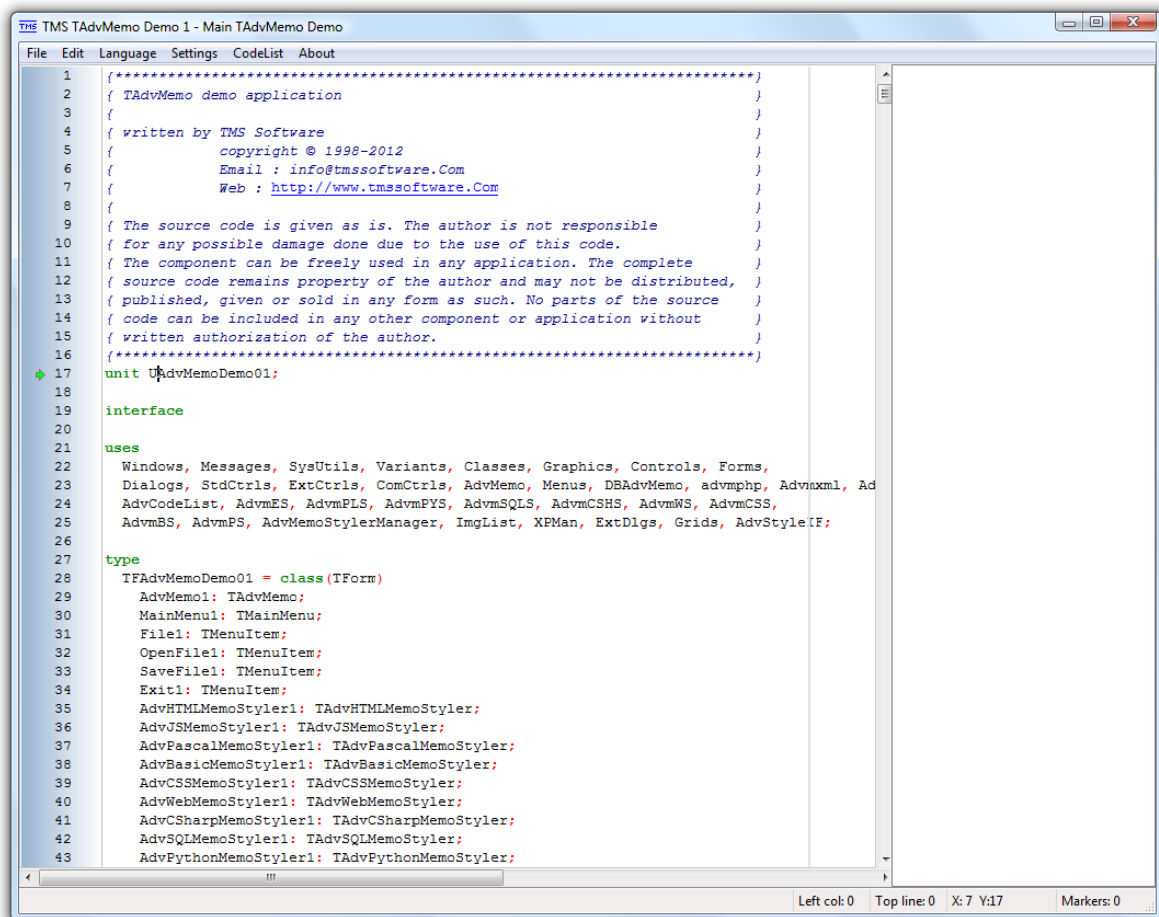 TMS TMS TAdvMemo Demo 1 - Main TAdvMemo Demo
File Edit Language Settings CodeList About
1 {**************************************************************************}
2 { TAdvMemo demo application }
3 { }
4 { written by TMS Software }
5 { copyright © 1998-2012 }
6 { Email : info@tmssoftware.Com }
7 { Web : http://www.tmssoftware.Com }
8 { }
9 { The source code is given as is. The author is not responsible }
10 { for any possible damage done due to the use of this code. }
11 { The component can be freely used in any application. The complete }
12 { source code remains property of the author and may not be distributed, }
13 { published, given or sold in any form as such. No parts of the source }
14 { code can be included in any other component or application without }
15 { written authorization of the author. }
16 {**************************************************************************}
17 unit UAdvMemoDemo01;
18
19 interface
20
21 uses
22 Windows, Messages, SysUtils, Variants, Classes, Graphics, Controls, Forms,
23 Dialogs, StdCtrls, ExtCtrls, ComCtrls, AdvMemo, Menus, DBAdvMemo, advmphp, Advmxml, Ad
24 AdvCodeList, AdvmES, AdvmPLS, AdvmPYS, AdvmSQLS, AdvmCSHS, AdvmWS, AdvmCSS,
25 AdvmBS, AdvmPS, AdvMemoStylerManager, ImgList, XPMan, ExtDlgs, Grids, AdvStyleIF;
26
27 type
28 TFAdvMemoDemo01 = class(TForm)
29 AdvMemo1: TAdvMemo;
30 MainMenu1: TMainMenu;
31 File1: TMenuItem;
32 OpenFile1: TMenuItem;
33 SaveFile1: TMenuItem;
34 Exit1: TMenuItem;
35 AdvHTMLMemoStyler1: TAdvHTMLMemoStyler;
36 AdvJSMemoStyler1: TAdvJSMemoStyler;
37 AdvPascalMemoStyler1: TAdvPascalMemoStyler;
38 AdvBasicMemoStyler1: TAdvBasicMemoStyler;
39 AdvCSSMemoStyler1: TAdvCSSMemoStyler;
40 AdvWebMemoStyler1: TAdvWebMemoStyler;
41 AdvCSharpMemoStyler1: TAdvCSharpMemoStyler;
42 AdvSQLMemoStyler1: TAdvSQLMemoStyler;
43 AdvPythonMemoStyler1: TAdvPythonMemoStyler;
Left col: 0 Top line: 0 X: 7 Y:17 Markers: 0